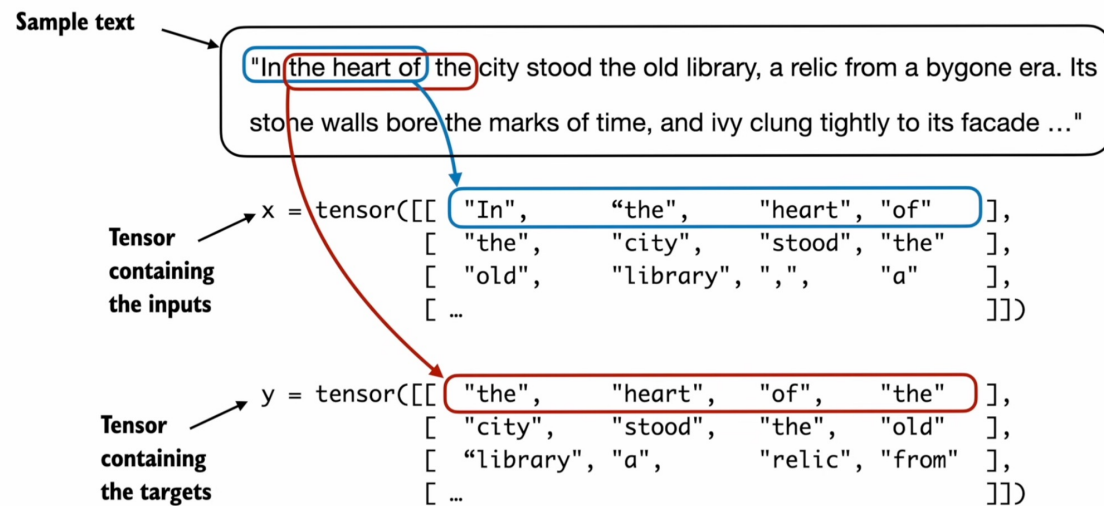 Sample text
"In the heart of the city stood the old library, a relic from a bygone era. Its
stone walls bore the marks of time, and ivy clung tightly to its facade …"
x = tensor([[ "In", “the", "heart", "of" ],
[ "the", "city", "stood", "the" ],
[ "old", "library", ",", "a" ],
[ … ]])
Tensor
containing
the inputs
y = tensor([[ "the", "heart", "of", "the" ],
[ "city", "stood", "the", "old" ],
[ “library", "a", "relic", "from" ],
[ … ]])
Tensor
containing
the targets